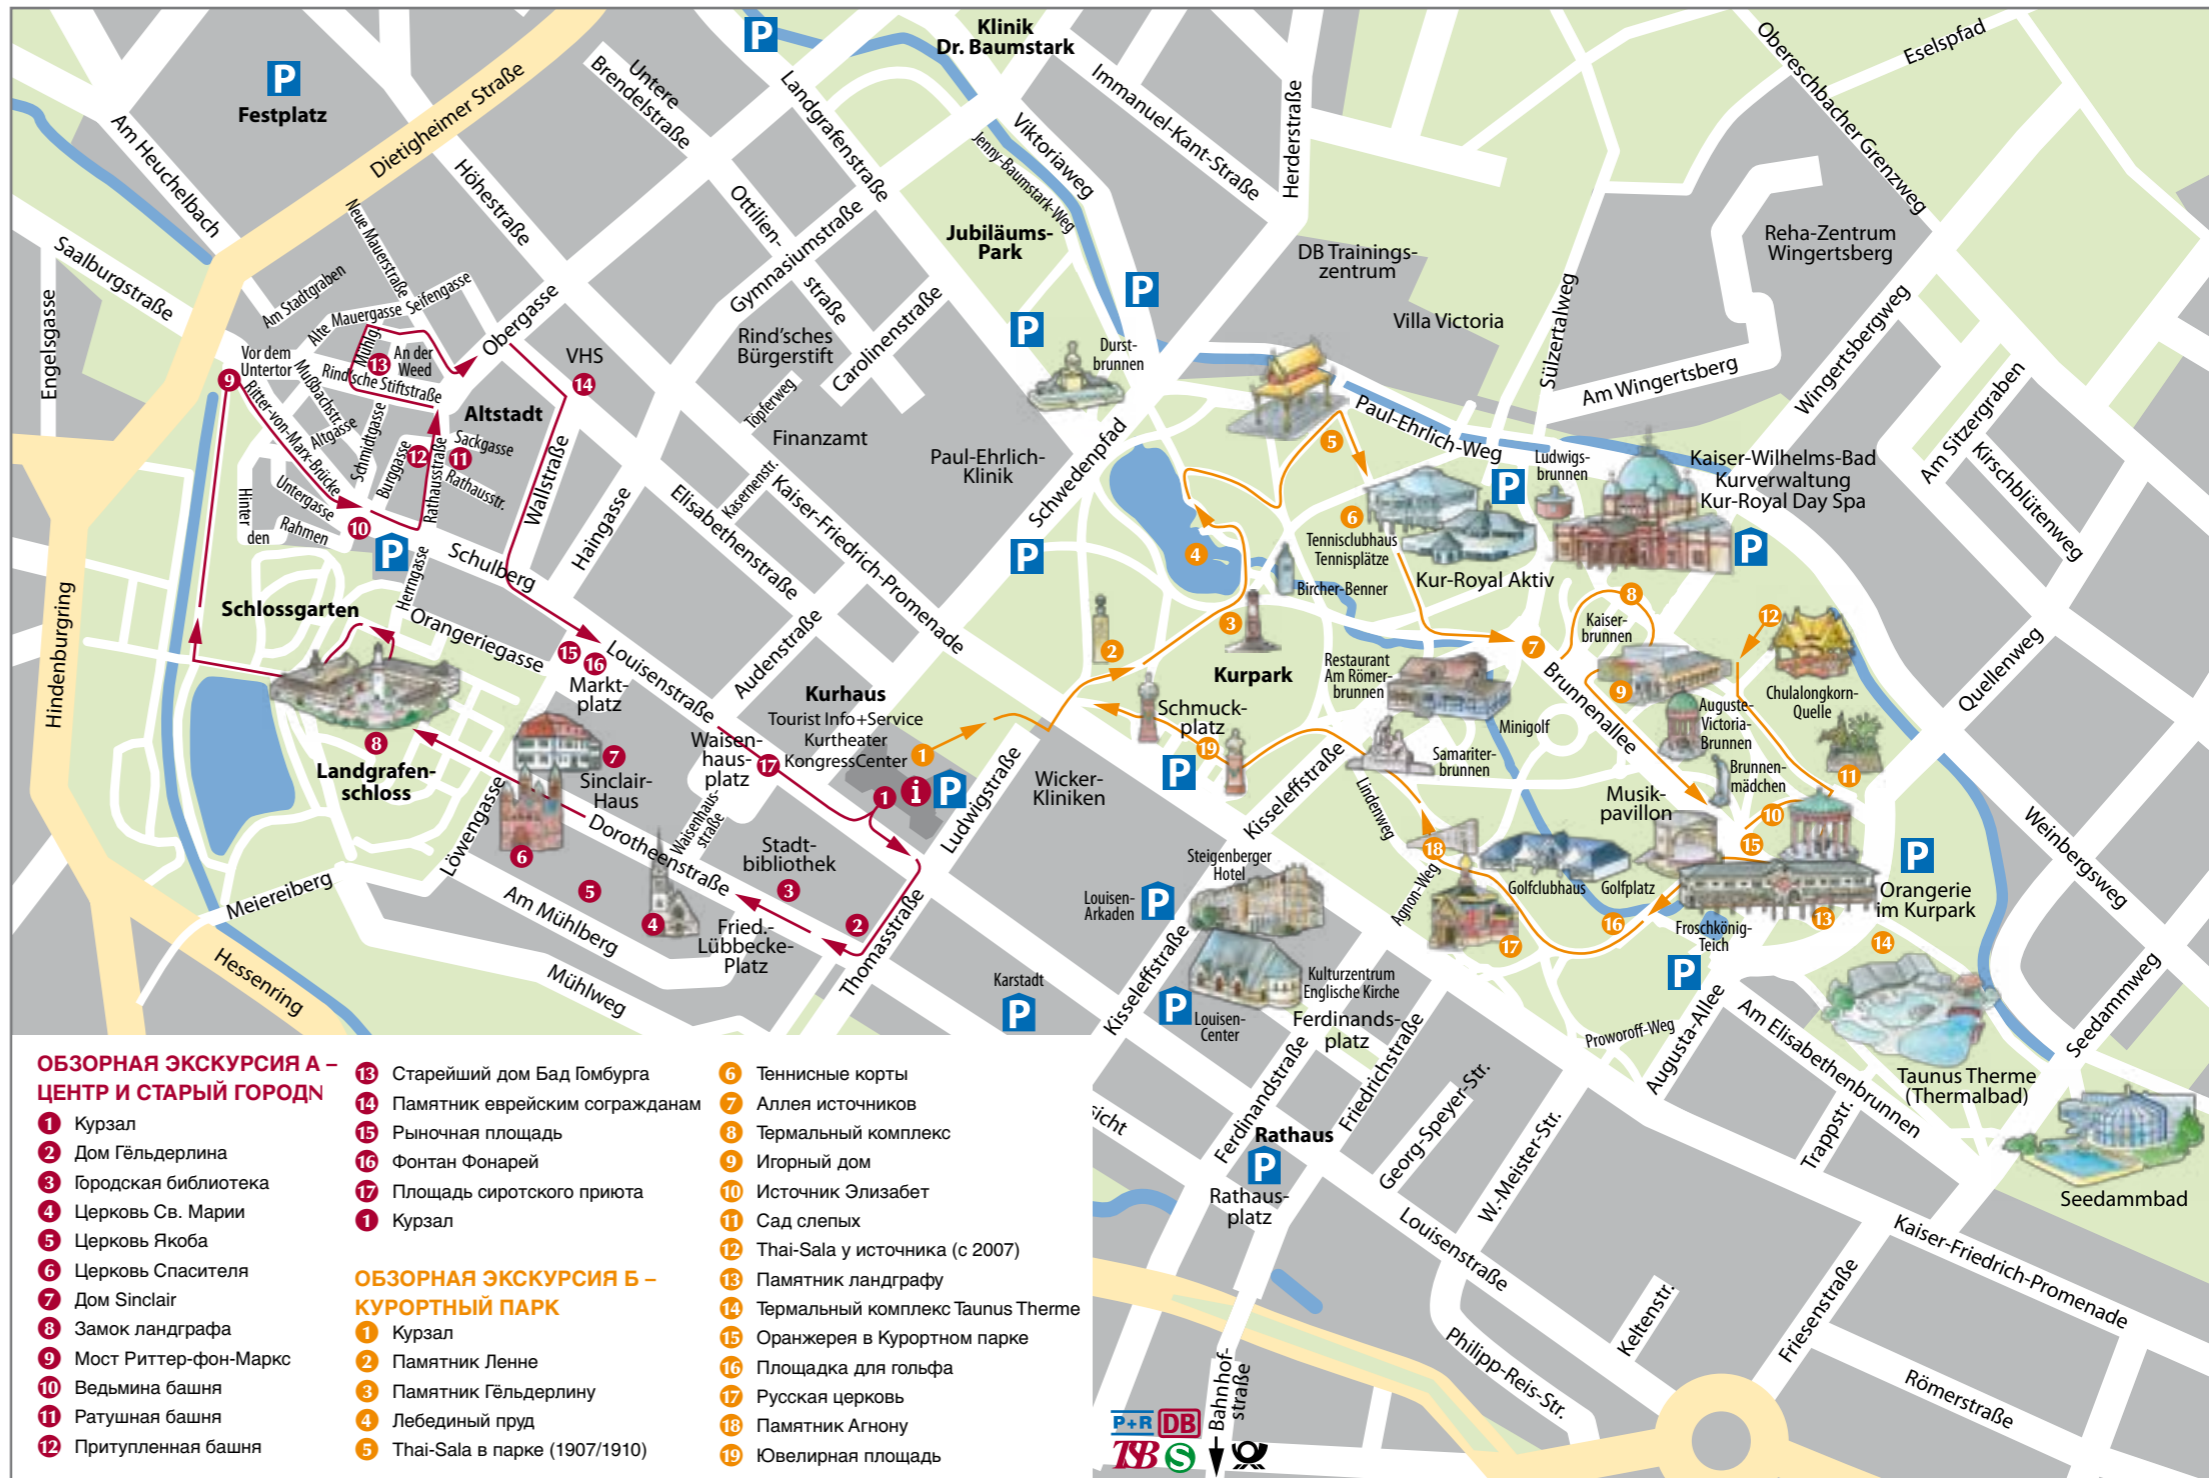 Klinik
Dr. Baumstark
Festplatz
Dietigheimer Straße
Am Heuchelbach
Saalburgstraße
Engelsgasse
Höhestraße
Untere
Brendelstraße
Landgrafenstraße
Ottilien-
straße
Gymnasiumstraße
Carolinenstraße
Viktoriaweg
Jenny-Baumstark-Weg
Immanuel-Kant-Straße
Herderstraße
Obereschbacher Grenzweg
Eselspfad
Jubiläums-
Park
DB Trainings-
zentrum
Villa Victoria
Reha-Zentrum
Wingertsberg
Sülzertalweg
Am Wingertsberg
Wingertsbergweg
Am Sitzergraben
Kirschblütenweg
Quellenweg
Weinbergsweg
Seedammweg
Neue Mauerstraße
Am Stadtgraben
Alte Mauergasse
Seifengasse
Obergasse
VHS
Vor dem
Untertor
Mühlg.
An der
Weed
Rind'sche Stiftstraße
Mußbachstr.
Altgasse
Ritter-von-Marx-Brücke
Schmidtgasse
Burggasse
Rathausstraße
Sackgasse
Rathausstr.
Altstadt
Wallstraße
Haingasse
Untergasse
Hinter
den
Rahmen
Schulberg
Herrngasse
Schlossgarten
Orangeriegasse
Hindenburgring
Rind'sches
Bürgerstift
Töpferweg
Finanzamt
Kasernenstr.
Elisabethenstraße
Kaiser-Friedrich-Promenade
Paul-Ehrlich-
Klinik
Schwedenpfad
Durst-
brunnen
Paul-Ehrlich-Weg
Ludwigs-
brunnen
Kaiser-Wilhelms-Bad
Kurverwaltung
Kur-Royal Day Spa
Tennisclubhaus
Tennisplätze
Kur-Royal Aktiv
Bircher-Benner
Kaiser-
brunnen
Chulalongkorn-
Quelle
Auguste-
Victoria-
Brunnen
Brunnen-
mädchen
Brunnenallee
Restaurant
Am Römer-
brunnen
Minigolf
Samariter-
brunnen
Kurpark
Schmuck-
platz
Musik-
pavillon
Golfclubhaus
Golfplatz
Froschkönig-
Teich
Orangerie
im Kurpark
Taunus Therme
(Thermalbad)
Seedammbad
Lindenweg
Agnon-Weg
Kisseleffstraße
Wicker-
Kliniken
Steigenberger
Hotel
Louisen-
Arkaden
Kisseleffstraße
Kulturzentrum
Englische Kirche
Louisen-
Center
Ferdinands-
platz
Karstadt
Ludwigstraße
Thomasstraße
Audenstraße
Louisenstraße
Markt-
platz
Kurhaus
Tourist Info+Service
Kurtheater
KongressCenter
Waisen-
haus-
platz
Waisenhaus-
straße
Sinclair-
Haus
Stadt-
bibliothek
Dorotheenstraße
Fried.-
Lübbecke-
Platz
Landgrafen-
schloss
Löwengasse
Am Mühlberg
Mühlweg
Meiereiberg
Hessenring
Proworoff-Weg
Augusta-Allee
Am Elisabethenbrunnen
Trappstr.
Ferdinandstraße
Friedrichstraße
Georg-Speyer-Str.
W.-Meister-Str.
Rathaus
Rathaus-
platz
Louisenstraße
Kaiser-Friedrich-Promenade
Keltenstr.
Friesenstraße
Philipp-Reis-Str.
Römerstraße
Bahnhof-
straße
sicht
P+R DB
TSB S
ОБЗОРНАЯ ЭКСКУРСИЯ А –
ЦЕНТР И СТАРЫЙ ГОРОДN
1 Курзал
2 Дом Гёльдерлина
3 Городская библиотека
4 Церковь Св. Марии
5 Церковь Якоба
6 Церковь Спасителя
7 Дом Sinclair
8 Замок ландграфа
9 Мост Риттер-фон-Маркс
10 Ведьмина башня
11 Ратушная башня
12 Притупленная башня
13 Старейший дом Бад Гомбурга
14 Памятник еврейским согражданам
15 Рыночная площадь
16 Фонтан Фонарей
17 Площадь сиротского приюта
1 Курзал
ОБЗОРНАЯ ЭКСКУРСИЯ Б –
КУРОРТНЫЙ ПАРК
1 Курзал
2 Памятник Ленне
3 Памятник Гёльдерлину
4 Лебединый пруд
5 Thai-Sala в парке (1907/1910)
6 Теннисные корты
7 Аллея источников
8 Термальный комплекс
9 Игорный дом
10 Источник Элизабет
11 Сад слепых
12 Thai-Sala у источника (с 2007)
13 Памятник ландграфу
14 Термальный комплекс Taunus Therme
15 Оранжерея в Курортном парке
16 Площадка для гольфа
17 Русская церковь
18 Памятник Агнону
19 Ювелирная площадь